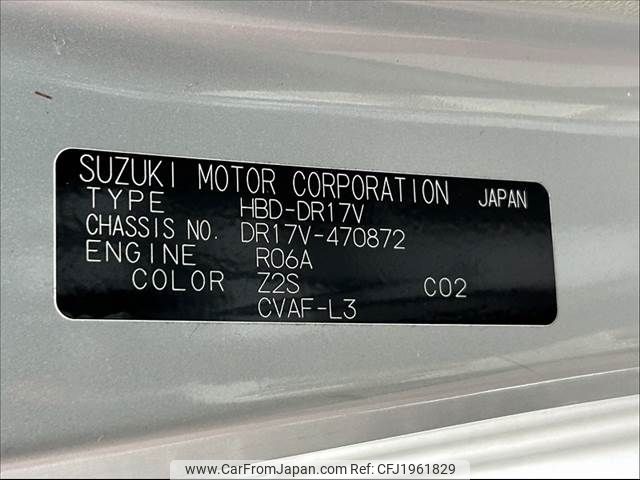 SUZUKI MOTOR CORPORATION JAPAN
TYPE HBD-DR17V
CHASSIS NO. DR17V-470872
ENGINE R06A
COLOR Z2S C02
CVAF-L3
www.CarFromJapan.com for CFJ1961829